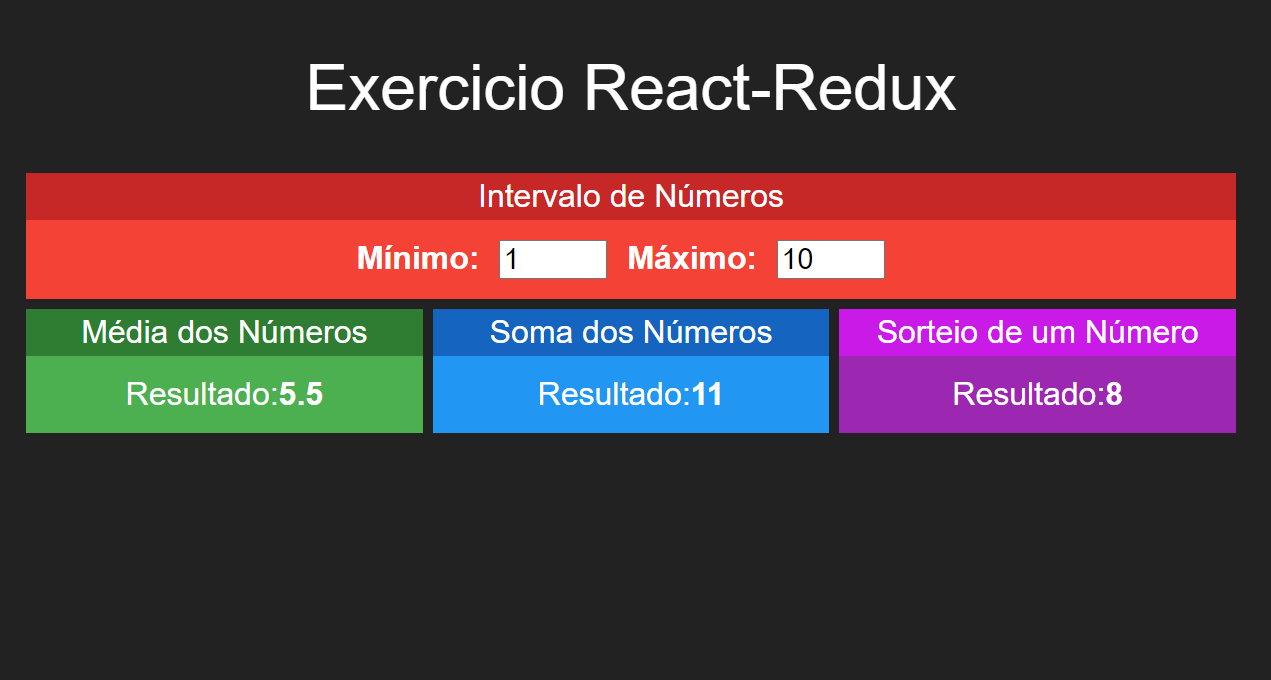 Exercicio React-Redux
Intervalo de Números
Mínimo: 1 Máximo: 10
Média dos Números
Resultado:5.5
Soma dos Números
Resultado:11
Sorteio de um Número
Resultado:8